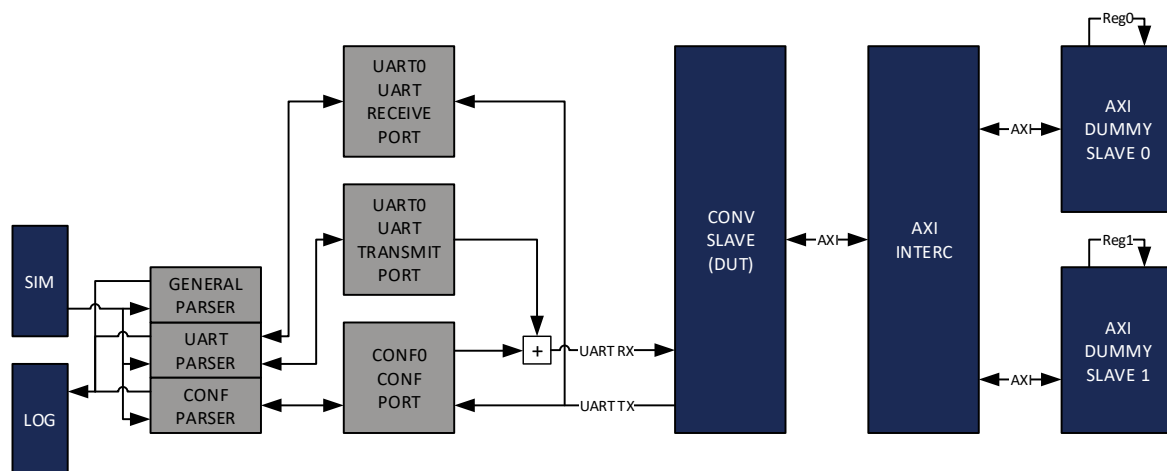 SIM
LOG
GENERAL
PARSER
UART
PARSER
CONF
PARSER
UART0
UART
RECEIVE
PORT
UART0
UART
TRANSMIT
PORT
CONF0
CONF
PORT
+
UART RX
UART TX
CONV
SLAVE
(DUT)
AXI
AXI
INTERC
AXI
AXI
Reg0
AXI
DUMMY
SLAVE 0
Reg1
AXI
DUMMY
SLAVE 1